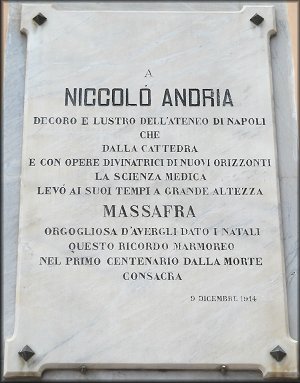 A
NICCOLÓ ANDRIA
DECORO E LUSTRO DELL'ATENEO DI NAPOLI
CHE
DALLA CATTEDRA
E CON OPERE DIVINATRICI DI NUOVI ORIZZONTI
LA SCIENZA MEDICA
LEVÓ AI SUOI TEMPI A GRANDE ALTEZZA
MASSAFRA
ORGOGLIOSA D'AVERGLI DATO I NATALI
QUESTO RICORDO MARMOREO
NEL PRIMO CENTENARIO DALLA MORTE
CONSACRA
9 DICEMBRE 1914